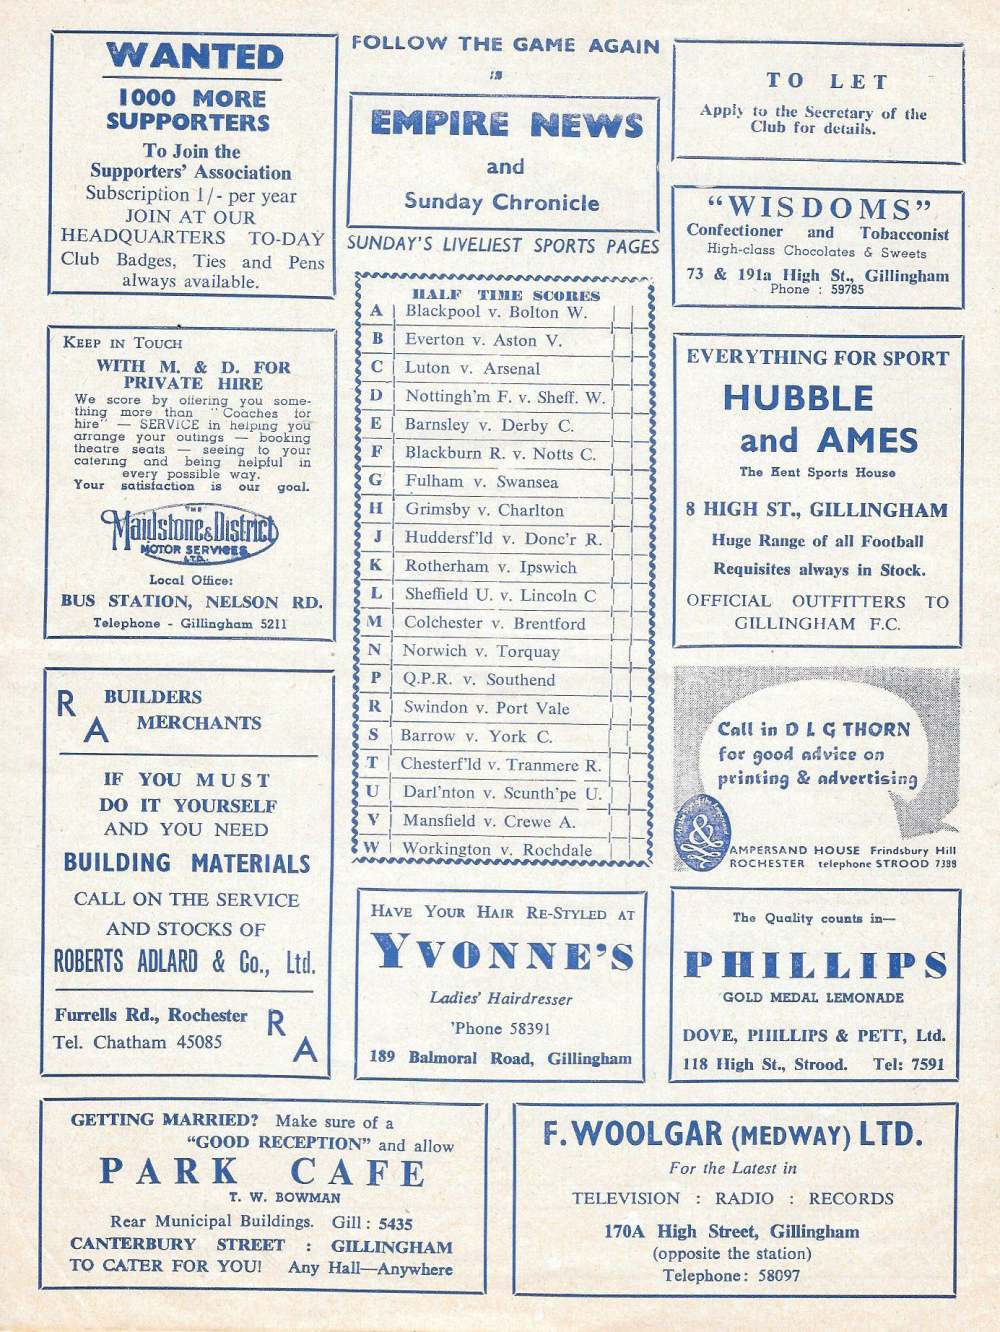 WANTED
1000 MORE
SUPPORTERS
To Join the
Supporters' Association
Subscription 1/- per year
JOIN AT OUR
HEADQUARTERS TO-DAY
Club Badges, Ties and Pens
always available.
KEEP IN TOUCH
WITH M. & D. FOR
PRIVATE HIRE
We score by offering you some-
thing more than "Coaches for
hire" — SERVICE in helping you
arrange your outings — booking
theatre seats — seeing to your
catering and being helpful in
every possible way.
Your satisfaction is our goal.
THE
Maidstone & District
MOTOR SERVICES
LTD.
Local Office:
BUS STATION, NELSON RD.
Telephone - Gillingham 5211
R A
BUILDERS
MERCHANTS
IF YOU MUST
DO IT YOURSELF
AND YOU NEED
BUILDING MATERIALS
CALL ON THE SERVICE
AND STOCKS OF
ROBERTS ADLARD & Co., Ltd.
Furrells Rd., Rochester
Tel. Chatham 45085
R A
FOLLOW THE GAME AGAIN
in
EMPIRE NEWS
and
Sunday Chronicle
SUNDAY'S LIVELIEST SPORTS PAGES
HALF TIME SCORES
A Blackpool v. Bolton W.
B Everton v. Aston V.
C Luton v. Arsenal
D Nottingh'm F. v. Sheff. W.
E Barnsley v. Derby C.
F Blackburn R. v. Notts C.
G Fulham v. Swansea
H Grimsby v. Charlton
J Huddersf'ld v. Donc'r R.
K Rotherham v. Ipswich
L Sheffield U. v. Lincoln C
M Colchester v. Brentford
N Norwich v. Torquay
P Q.P.R. v. Southend
R Swindon v. Port Vale
S Barrow v. York C.
T Chesterf'ld v. Tranmere R.
U Darl'nton v. Scunth'pe U.
V Mansfield v. Crewe A.
W Workington v. Rochdale
HAVE YOUR HAIR RE-STYLED AT
YVONNE'S
Ladies' Hairdresser
'Phone 58391
189 Balmoral Road, Gillingham
TO LET
Apply to the Secretary of the
Club for details.
"WISDOMS"
Confectioner and Tobacconist
High-class Chocolates & Sweets
73 & 191a High St., Gillingham
Phone : 59785
EVERYTHING FOR SPORT
HUBBLE
and AMES
The Kent Sports House
8 HIGH ST., GILLINGHAM
Huge Range of all Football
Requisites always in Stock.
OFFICIAL OUTFITTERS TO
GILLINGHAM F.C.
Call in D L G THORN
for good advice on
printing & advertising
&
AMPERSAND HOUSE Frindsbury Hill
ROCHESTER telephone STROOD 7399
The Quality counts in—
PHILLIPS
GOLD MEDAL LEMONADE
DOVE, PHILLIPS & PETT, Ltd.
118 High St., Strood. Tel: 7591
GETTING MARRIED? Make sure of a
"GOOD RECEPTION" and allow
PARK CAFE
T. W. BOWMAN
Rear Municipal Buildings. Gill : 5435
CANTERBURY STREET : GILLINGHAM
TO CATER FOR YOU! Any Hall—Anywhere
F. WOOLGAR (MEDWAY) LTD.
For the Latest in
TELEVISION : RADIO : RECORDS
170A High Street, Gillingham
(opposite the station)
Telephone: 58097